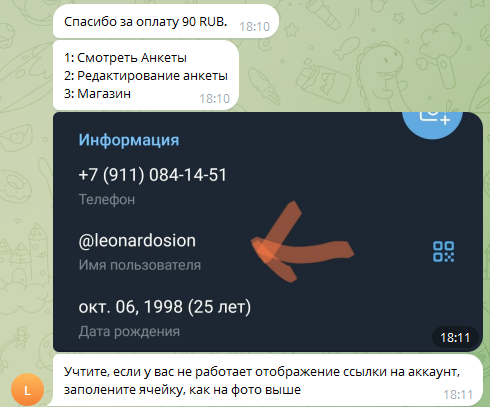 Спасибо за оплату 90 RUB.
18:10
1: Смотреть Анкеты
2: Редактирование анкеты
3: Магазин
18:10
Информация
+7 (911) 084-14-51
Телефон
@leonardosion
Имя пользователя
окт. 06, 1998 (25 лет)
Дата рождения
18:11
Учтите, если у вас не работает отображение ссылки на аккаунт,
заполените ячейку, как на фото выше
18:11
L